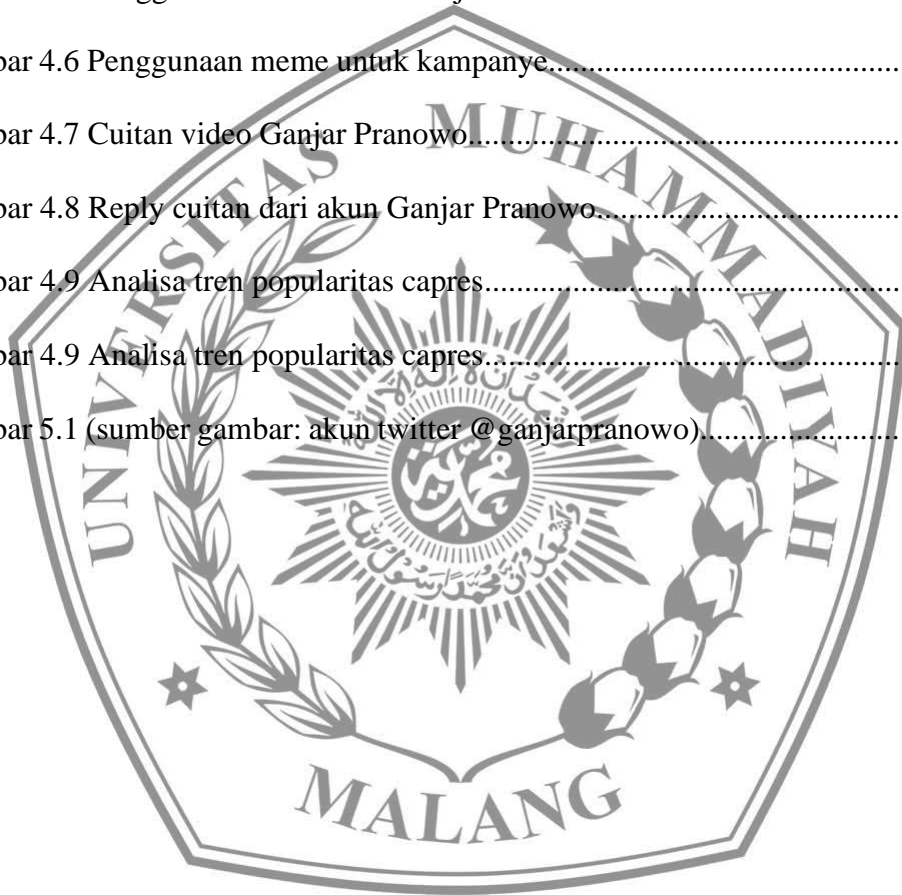 bar 4.6 Penggunaan meme untuk kampanye
bar 4.7 Cuitan video Ganjar Pranowo
bar 4.8 Reply cuitan dari akun Ganjar Pranowo
bar 4.9 Analisa tren popularitas capres
bar 4.9 Analisa tren popularitas capres
bar 5.1 (sumber gambar: akun twitter @ganjarpranowo)
UNIVERSITAS MUHAMMADIYAH
MALANG